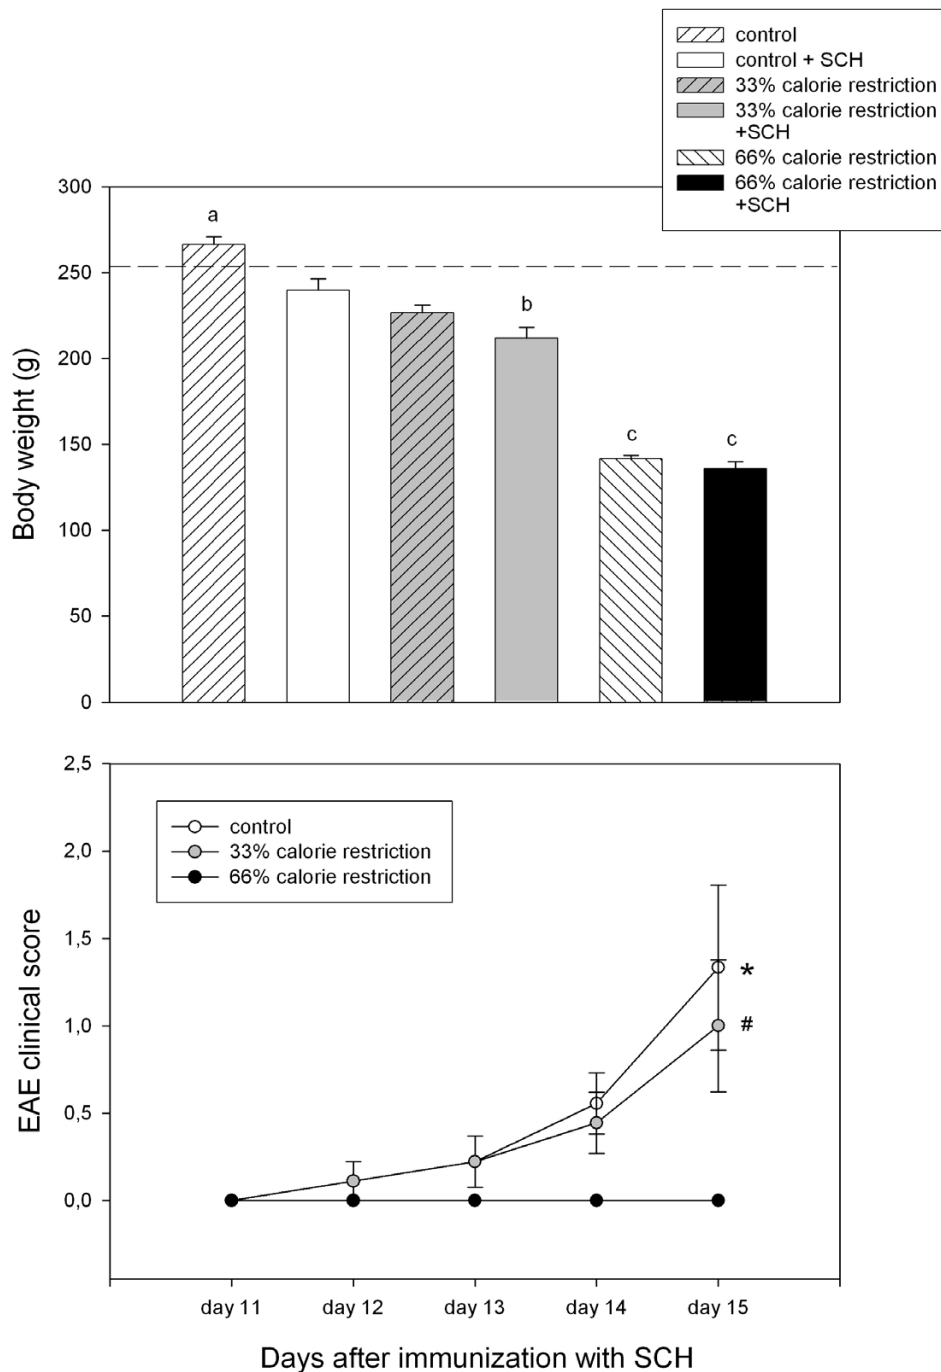 control
control + SCH
33% calorie restriction
33% calorie restriction
+SCH
66% calorie restriction
66% calorie restriction
+SCH
300
250
200
150
100
50
0
Body weight (g)
a
b
c
c
2,5
2,0
1,5
1,0
0,5
0,0
EAE clinical score
control
33% calorie restriction
66% calorie restriction
*
#
day 11 day 12 day 13 day 14 day 15
Days after immunization with SCH